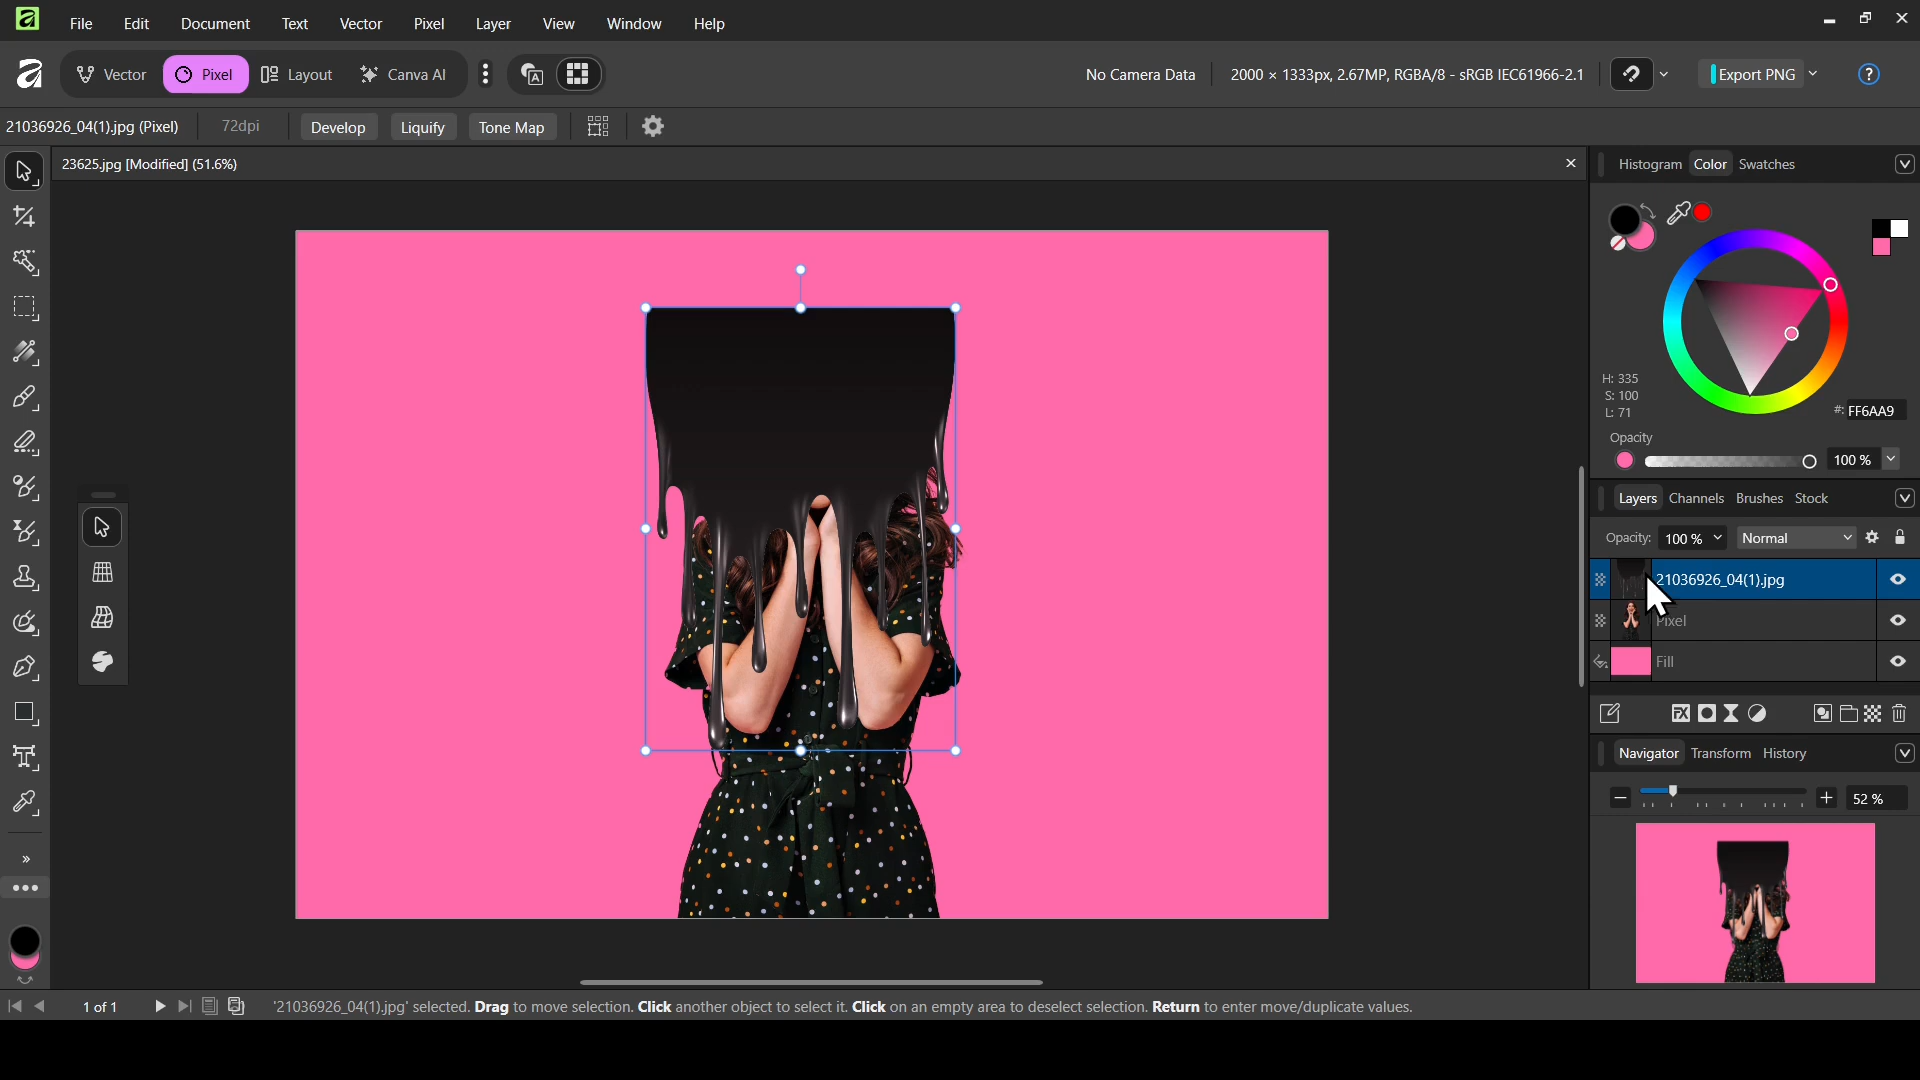 File Edit Document Text Vector Pixel Layer View Window Help
Vector Pixel Layout Canva AI No Camera Data 2000 × 1333px, 2.67MP, RGBA/8 - sRGB IEC61966-2.1 Export PNG ?
21036926_04(1).jpg (Pixel) 72dpi Develop Liquify Tone Map
23625.jpg [Modified] (51.6%)
Histogram Color Swatches
H: 335
S: 100
L: 71
#: FF6AA9
Opacity
100 %
Layers Channels Brushes Stock
Opacity: 100 % Normal
21036926_04(1).jpg
Pixel
Fill
Navigator Transform History
52 %
1 of 1 '21036926_04(1).jpg' selected. Drag to move selection. Click another object to select it. Click on an empty area to deselect selection. Return to enter move/duplicate values.